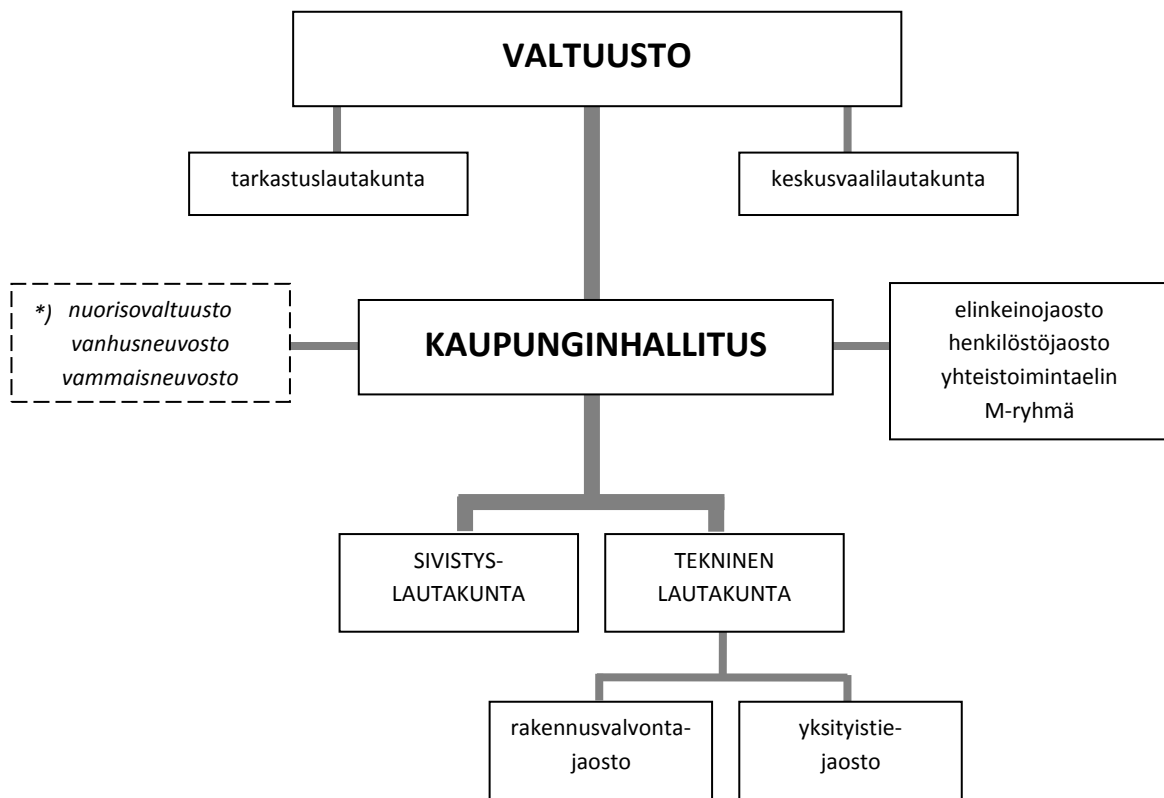 VALTUUSTO
tarkastuslautakunta
keskusvaalilautakunta
*) nuorisovaltuusto
vanhusneuvosto
vammaisneuvosto
KAUPUNGINHALLITUS
elinkeinojaosto
henkilöstöjaosto
yhteistoimintaelin
M-ryhmä
SIVISTYS-
LAUTAKUNTA
TEKNINEN
LAUTAKUNTA
rakennusvalvonta-
jaosto
yksityistie-
jaosto